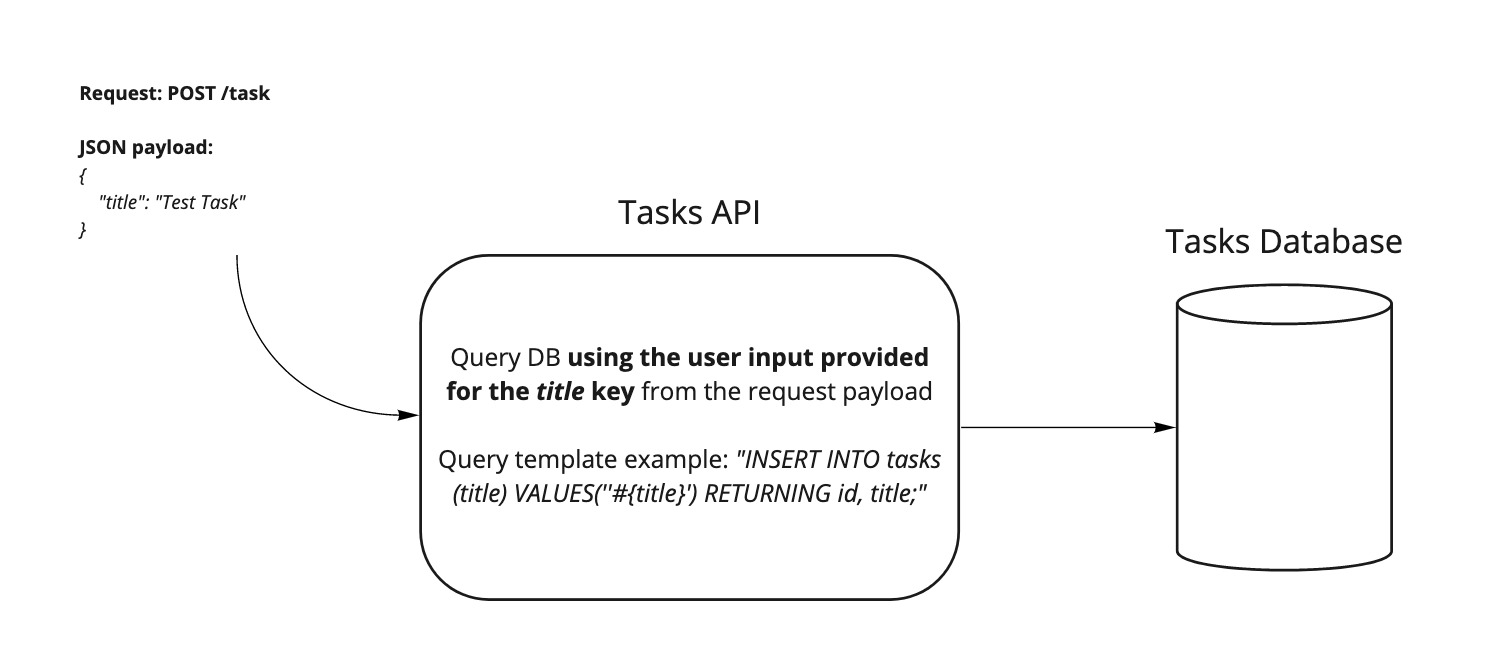 Request: POST /task
JSON payload:
{
"title": "Test Task"
}
Tasks API
Query DB using the user input provided
for the title key from the request payload
Query template example: "INSERT INTO tasks
(title) VALUES(''#{title}') RETURNING id, title;"
Tasks Database